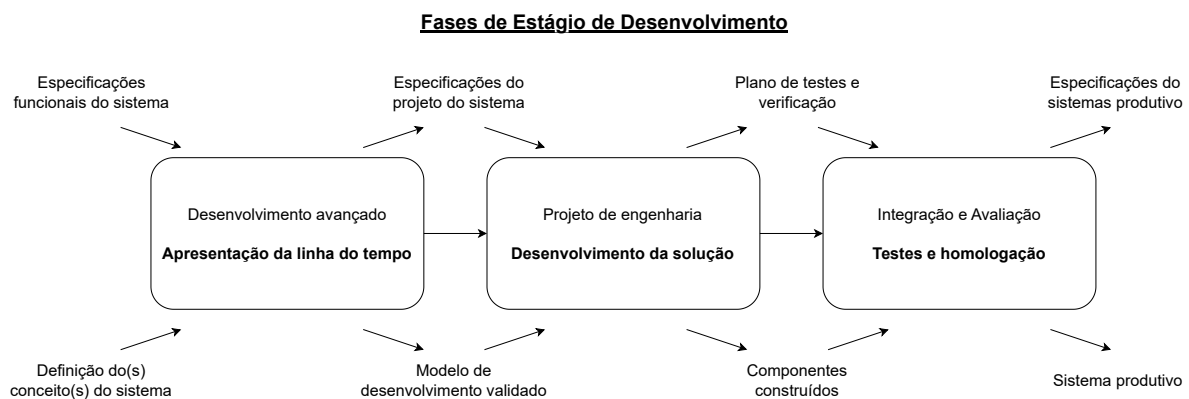 Fases de Estágio de Desenvolvimento
Especificações
funcionais do sistema
Especificações do
projeto do sistema
Plano de testes e
verificação
Especificações do
sistemas produtivo
Desenvolvimento avançado
Apresentação da linha do tempo
Projeto de engenharia
Desenvolvimento da solução
Integração e Avaliação
Testes e homologação
Definição do(s)
conceito(s) do sistema
Modelo de
desenvolvimento validado
Componentes
construídos
Sistema produtivo